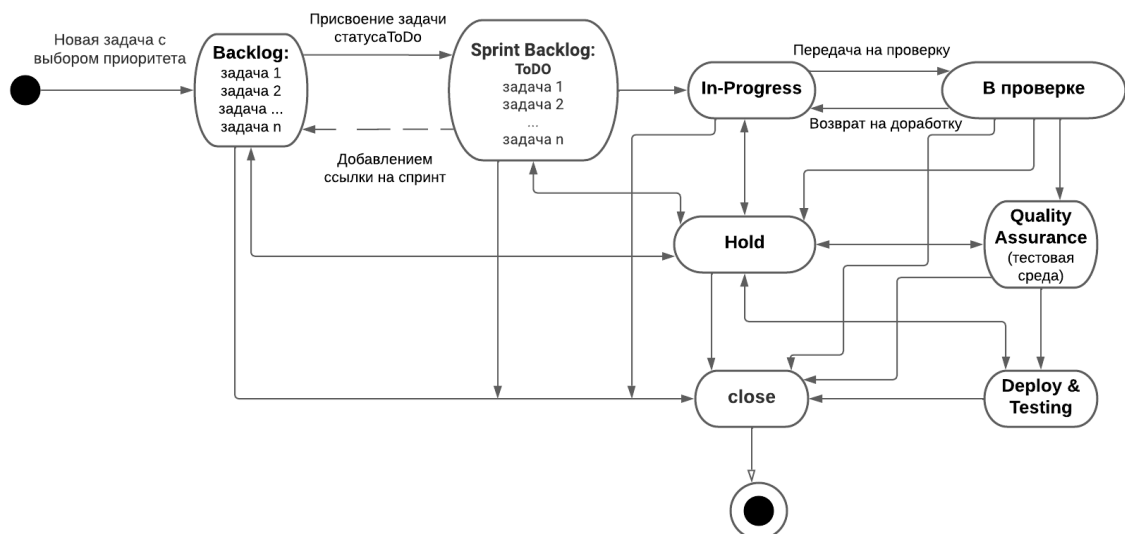 Новая задача с
выбором приоритета
Backlog:
задача 1
задача 2
задача ...
задача n
Присвоение задачи
статусаToDo
Добавлением
ссылки на спринт
Sprint Backlog:
ToDO
задача 1
задача 2
...
задача n
In-Progress
Передача на проверку
Возврат на доработку
В проверке
Hold
Quality
Assurance
(тестовая
среда)
close
Deploy &
Testing